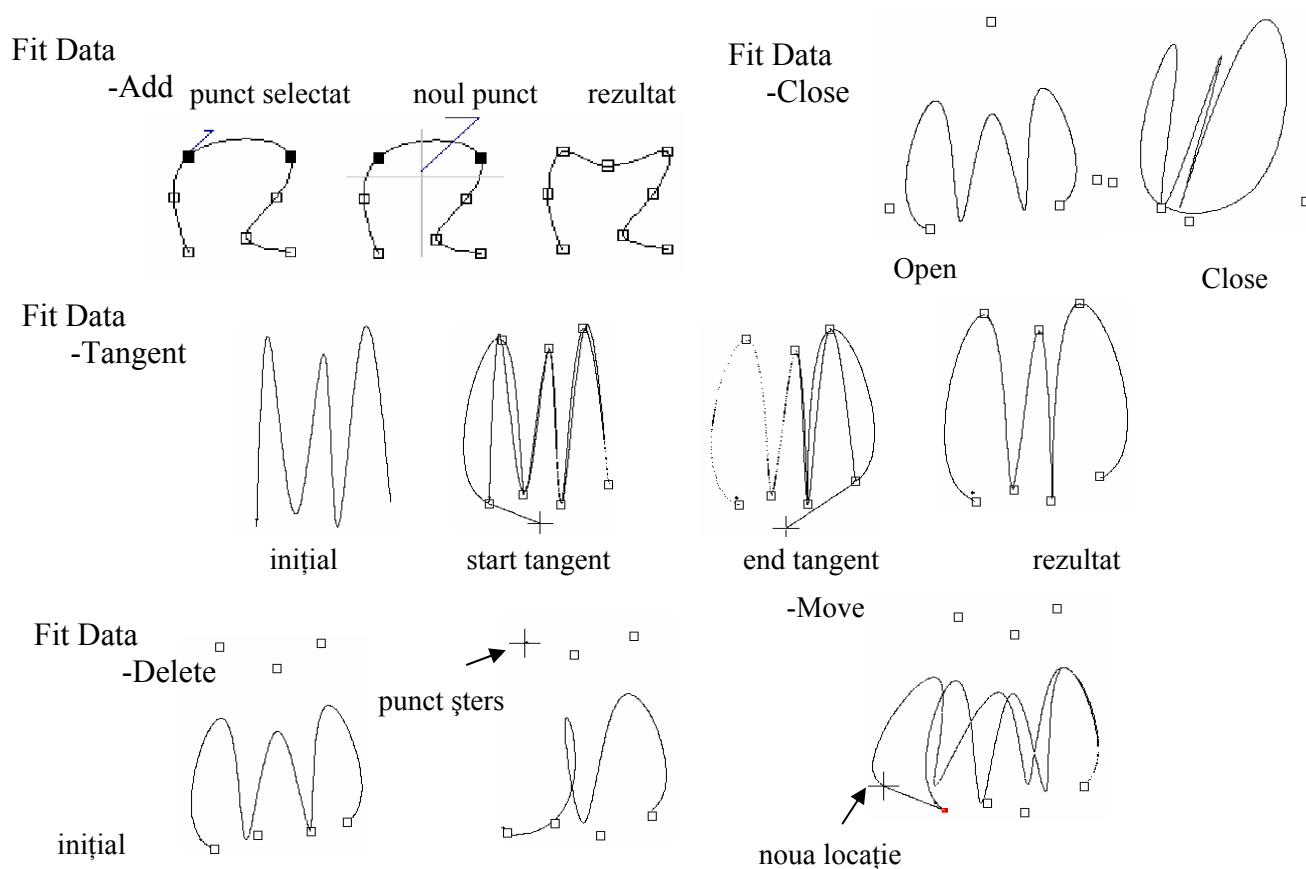 Fit Data
-Add
punct selectat
noul punct
rezultat
Fit Data
-Close
Open
Close
Fit Data
-Tangent
inițial
start tangent
end tangent
rezultat
Fit Data
-Delete
inițial
punct şters
-Move
noua locație